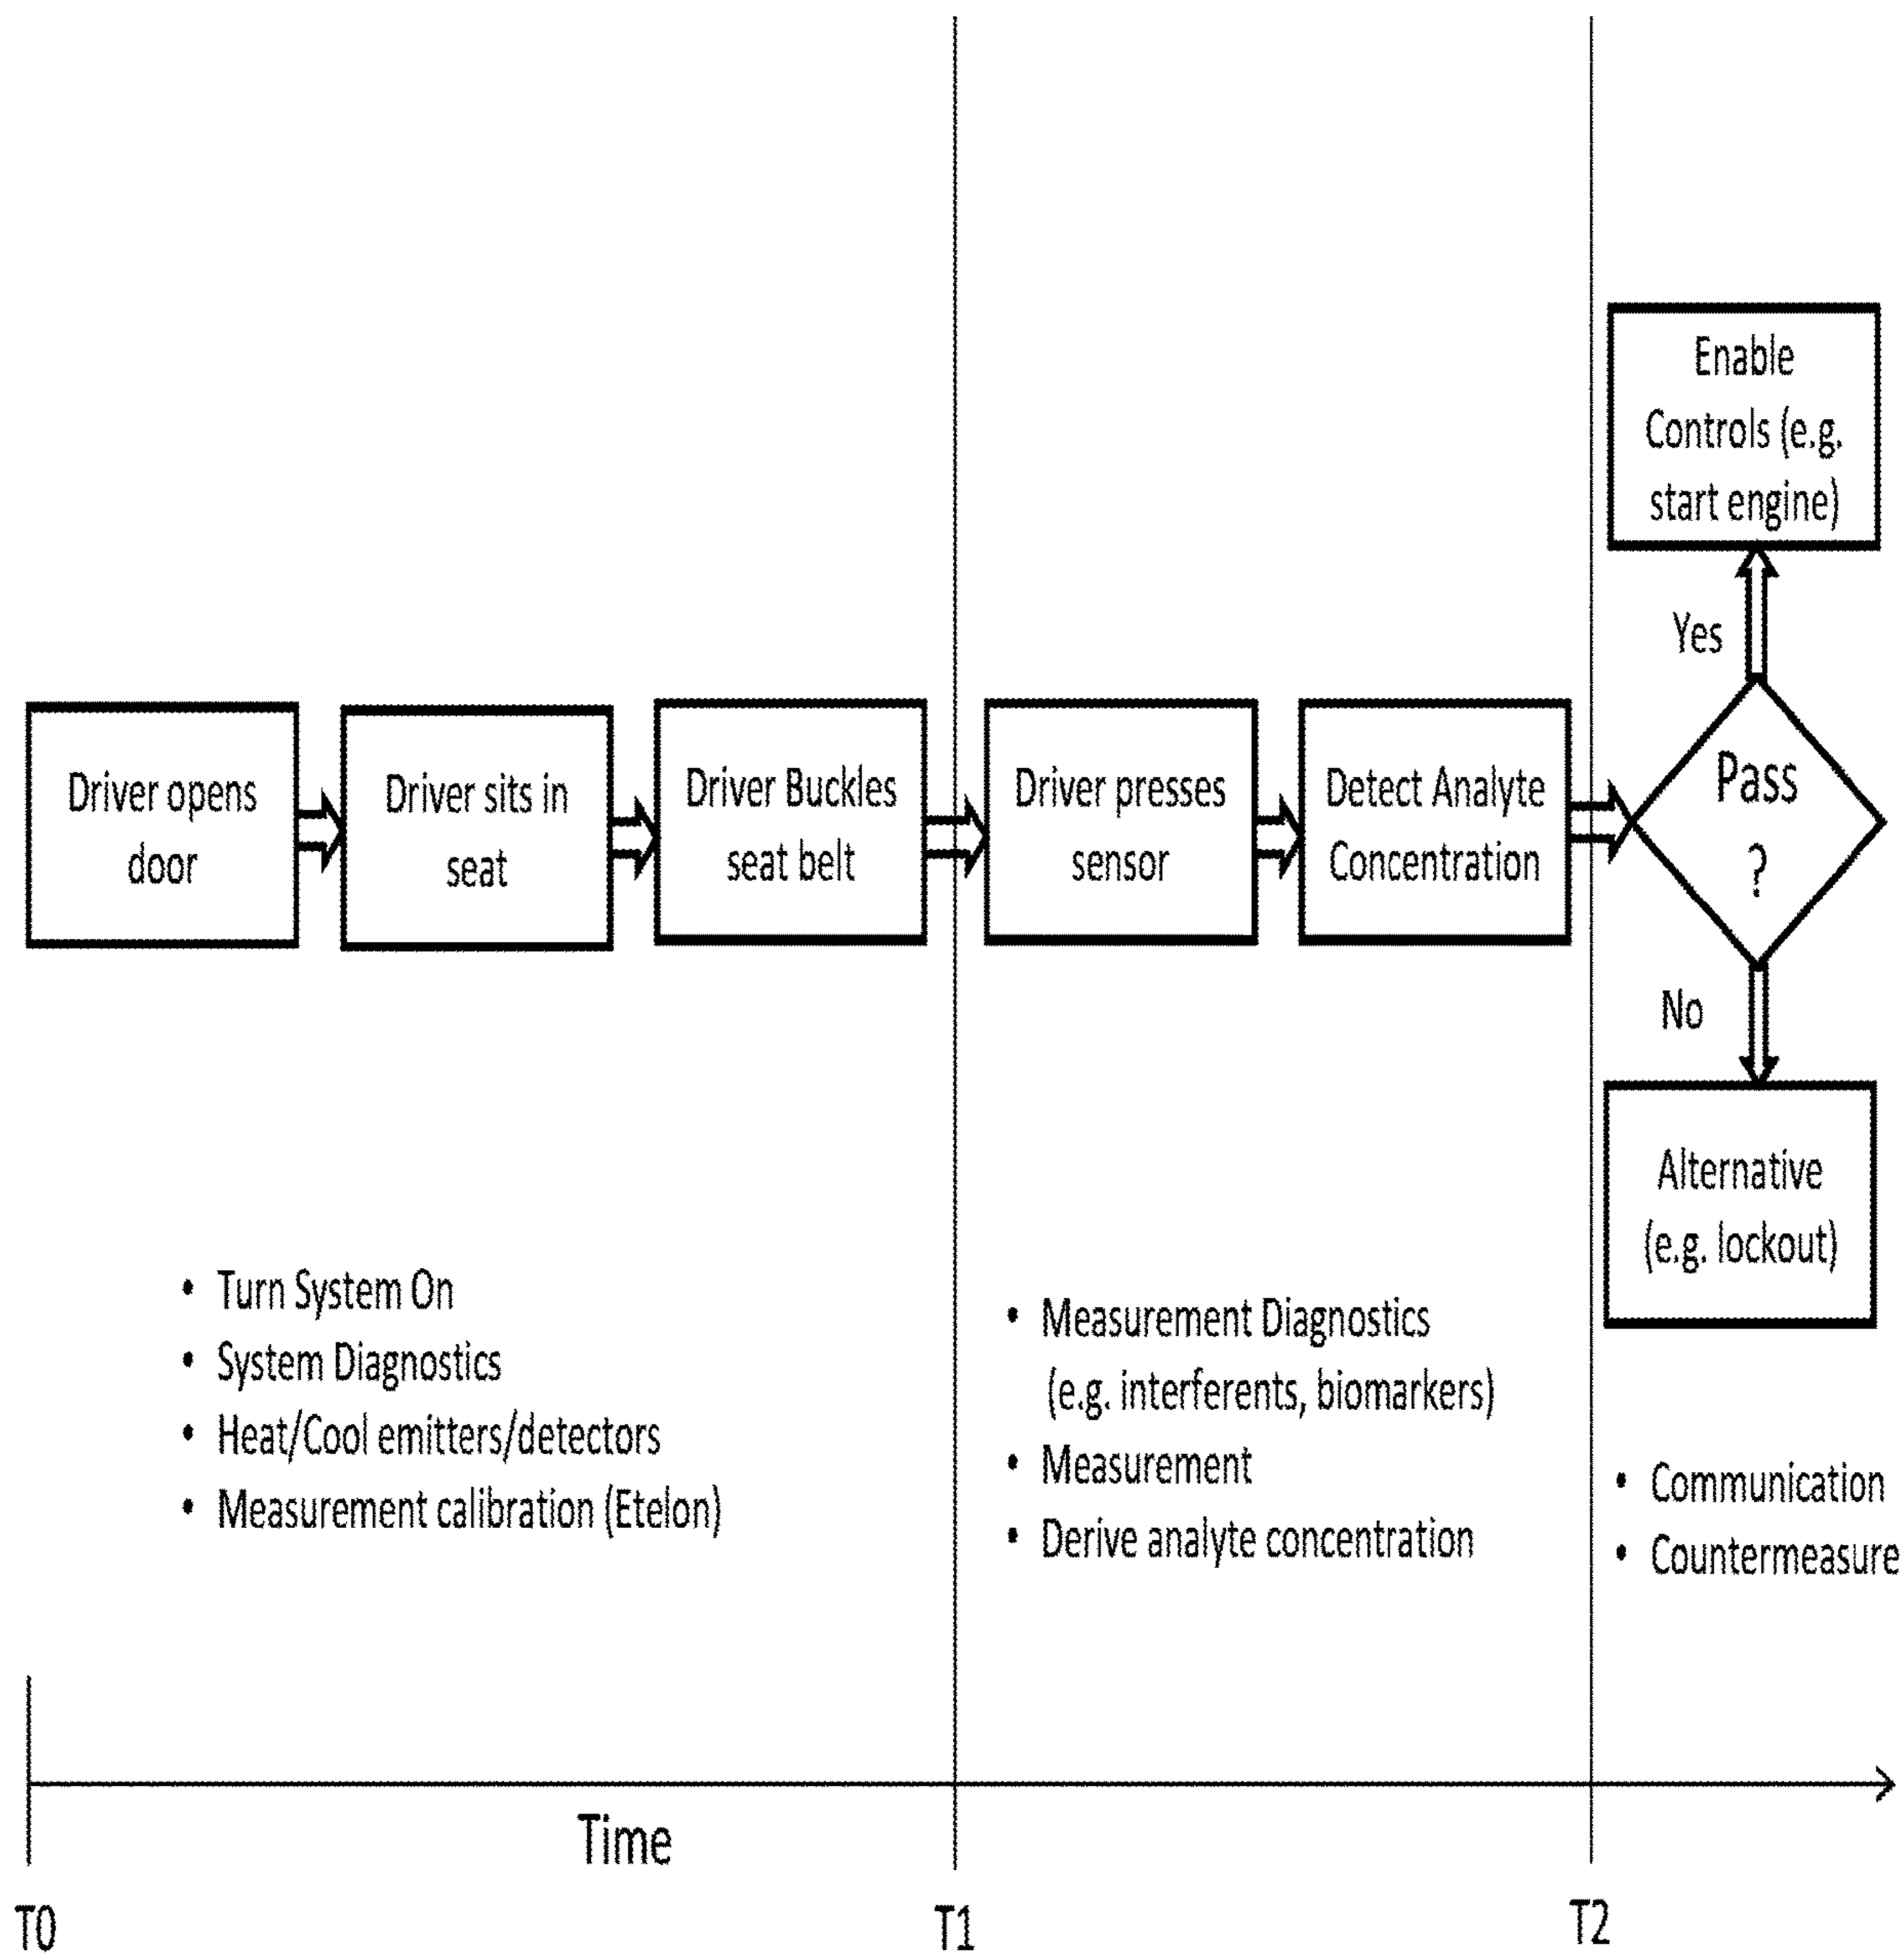 Enable
Controls (e.g.
start engine)
Yes
Driver opens
door
Driver sits in
seat
Driver Buckles
seat belt
Driver presses
sensor
Detect Analyte
Concentration
Pass
?
No
Alternative
(e.g. lockout)
• Turn System On
• System Diagnostics
• Heat/Cool emitters/detectors
• Measurement calibration (Etelon)
• Measurement Diagnostics
(e.g. interferents, biomarkers)
• Measurement
• Derive analyte concentration
• Communication
• Countermeasure
Time
T0
T1
T2